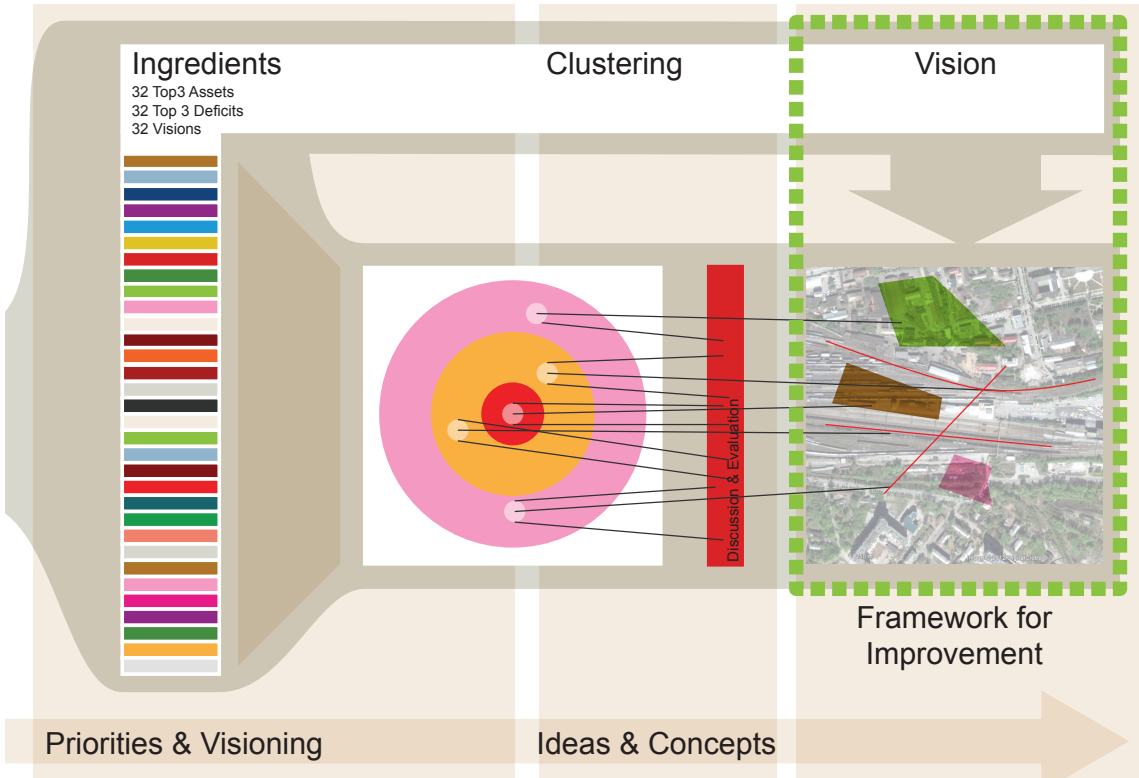 Ingredients
32 Top3 Assets
32 Top 3 Deficits
32 Visions
Clustering
Vision
Discussion & Evaluation
Framework for
Improvement
Priorities & Visioning
Ideas & Concepts